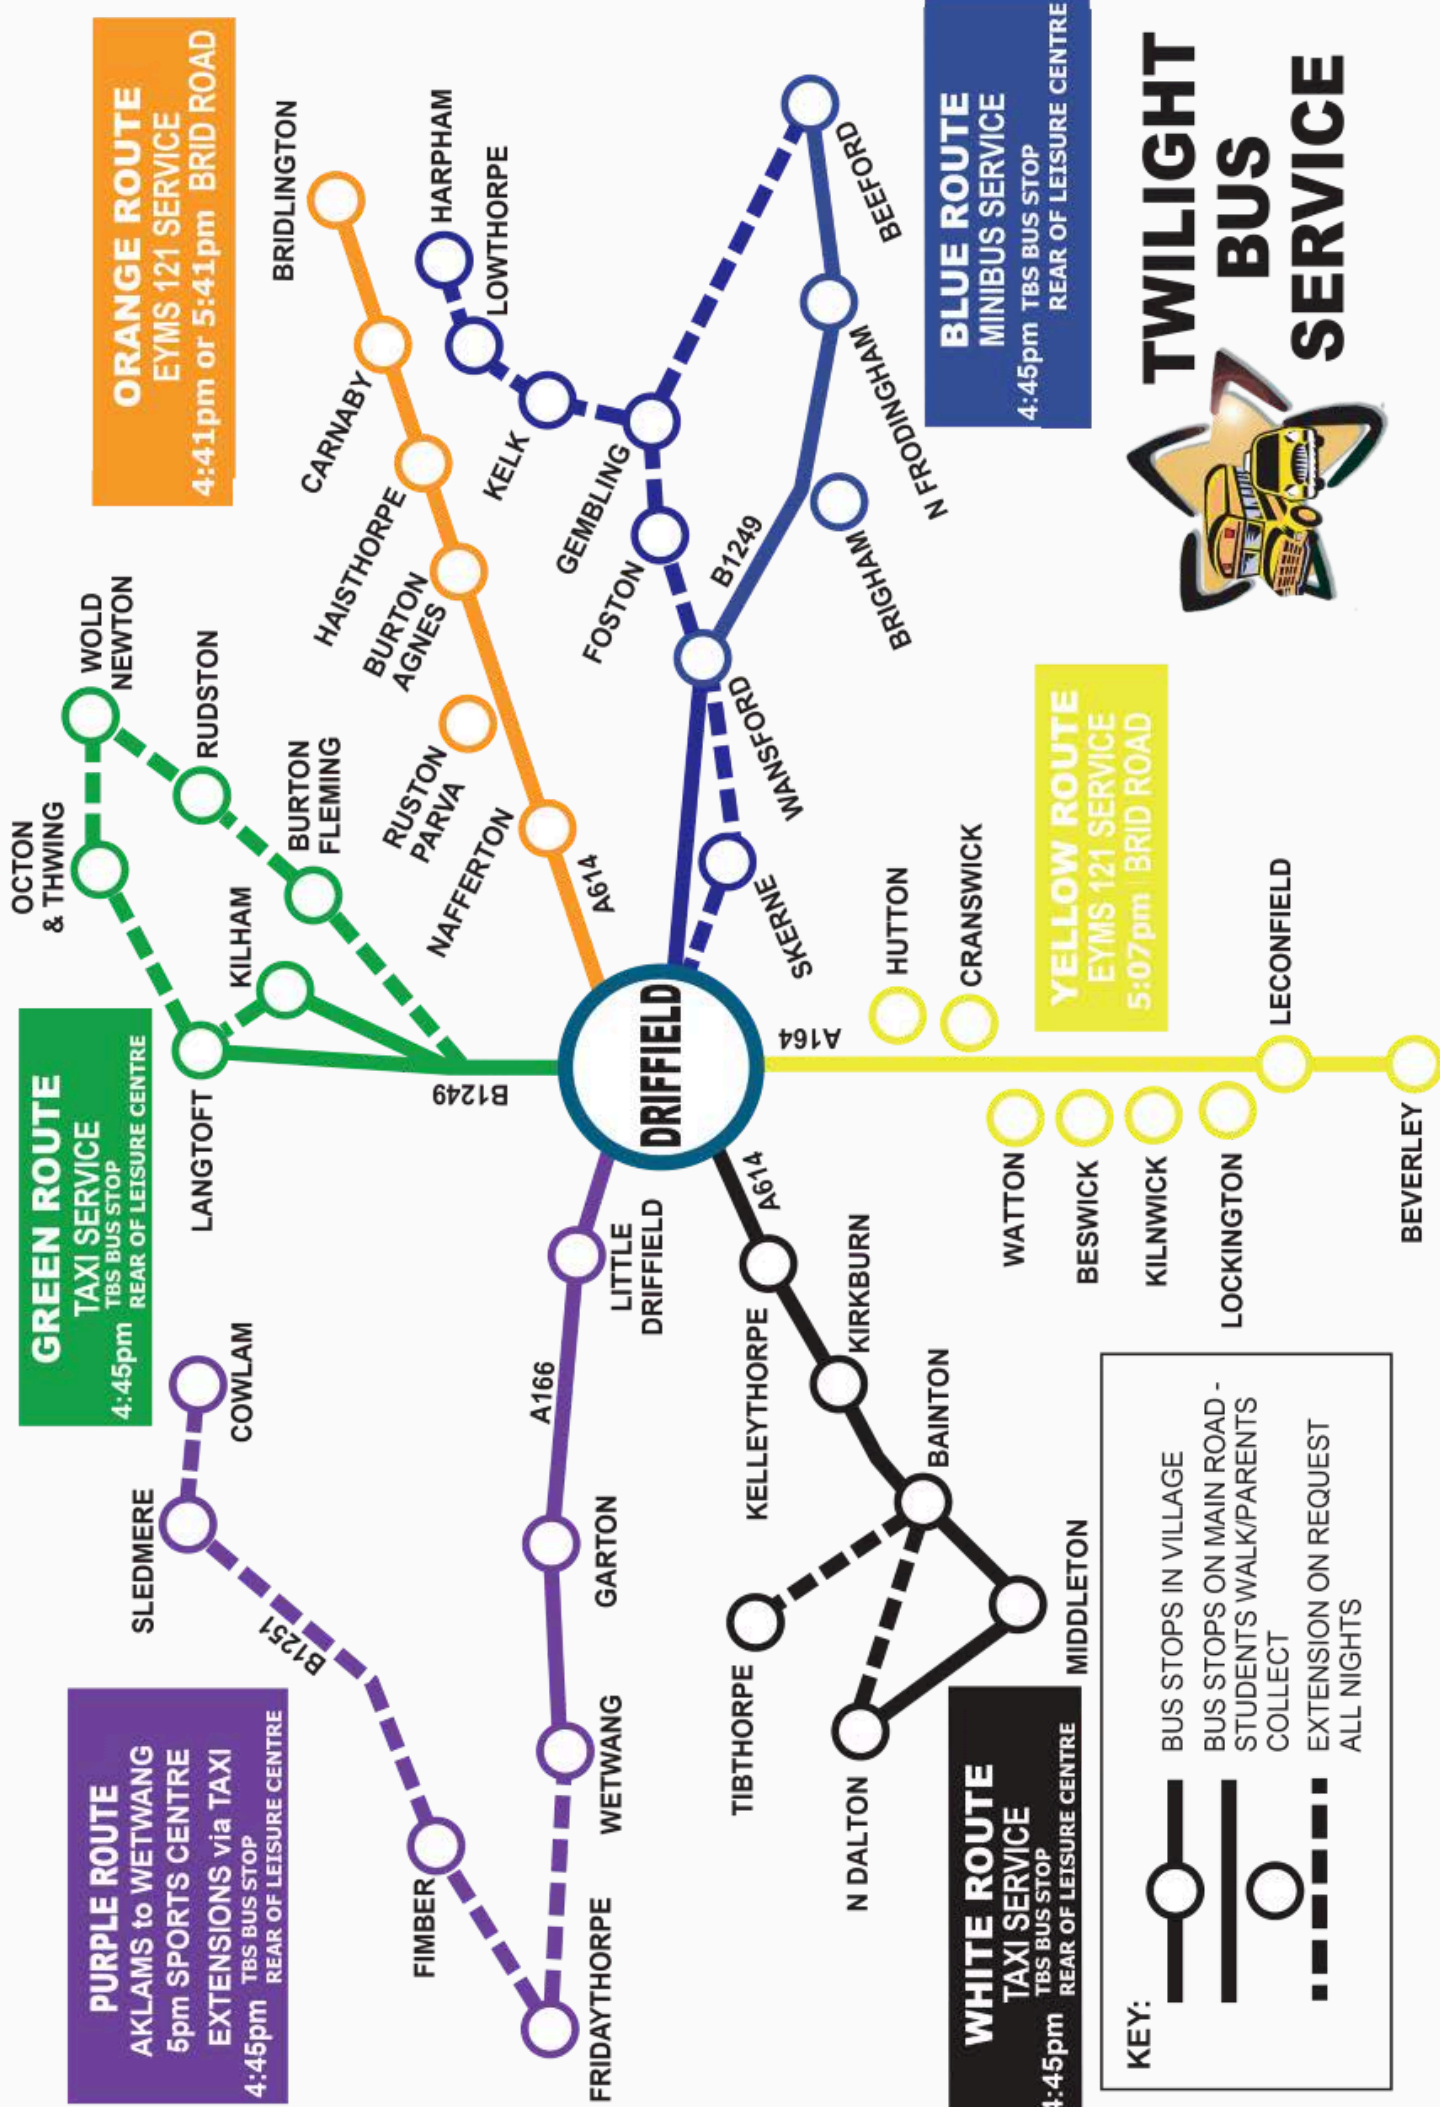 PURPLE ROUTE
AKLAMS to WETWANG
5pm SPORTS CENTRE
EXTENSIONS via TAXI
4:45pm TBS BUS STOP
REAR OF LEISURE CENTRE
GREEN ROUTE
TAXI SERVICE
TBS BUS STOP
4:45pm REAR OF LEISURE CENTRE
ORANGE ROUTE
EYMS 121 SERVICE
4:41pm or 5:41pm BRID ROAD
SLEDMERE
COWLAM
B1251
FIMBER
FRIDAYTHORPE
WETWANG
GARTON
A166
LITTLE
DRIFFIELD
LANGTOFT
OCTON
& THWING
WOLD
NEWTON
RUDSTON
BURTON
FLEMING
KILHAM
B1249
BRIDLINGTON
CARNABY
HAISTHORPE
BURTON
AGNES
RUSTON
PARVA
NAFFERTON
A614
HARPHAM
LOWTHORPE
KELK
GEMBLING
FOSTON
B1249
WANSFORD
SKERNE
BRIGHAM
N FRODINGHAM
BEEFORD
DRIFFIELD
A614
KELLEYTHORPE
KIRKBURN
BAINTON
TIBTHORPE
N DALTON
MIDDLETON
A164
HUTTON
CRANSWICK
WATTON
BESWICK
KILNWICK
LOCKINGTON
LECONFIELD
BEVERLEY
WHITE ROUTE
TAXI SERVICE
TBS BUS STOP
4:45pm REAR OF LEISURE CENTRE
YELLOW ROUTE
EYMS 121 SERVICE
5:07pm | BRID ROAD
BLUE ROUTE
MINIBUS SERVICE
4:45pm TBS BUS STOP
REAR OF LEISURE CENTRE
KEY:
BUS STOPS IN VILLAGE
BUS STOPS ON MAIN ROAD -
STUDENTS WALK/PARENTS
COLLECT
EXTENSION ON REQUEST
ALL NIGHTS
TWILIGHT
BUS
SERVICE